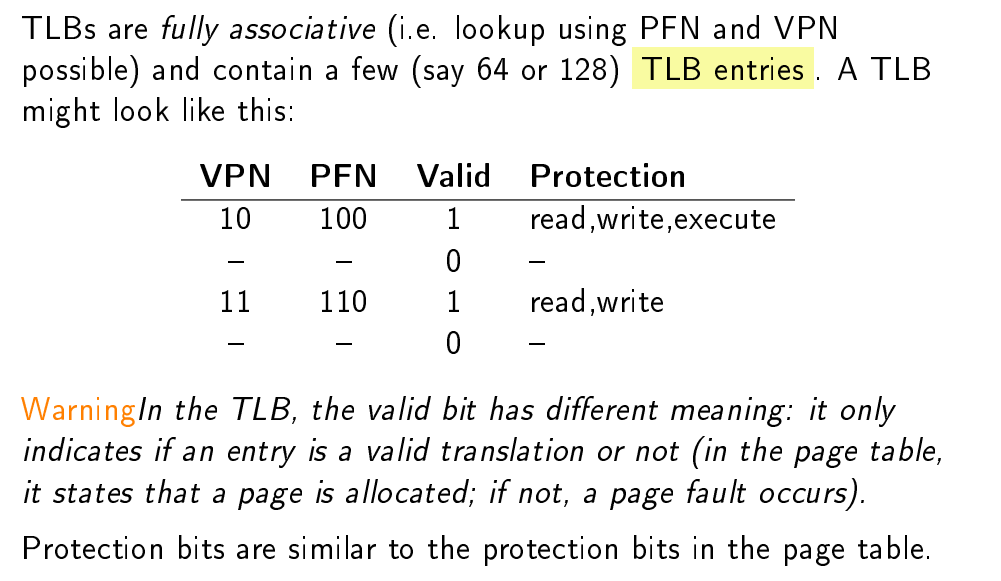 TLBs are fully associative (i.e. lookup using PFN and VPN
possible) and contain a few (say 64 or 128) TLB entries . A TLB
might look like this:
VPN PFN Valid Protection
10 100 1 read,write,execute
– – 0 –
11 110 1 read,write
– – 0 –
WarningIn the TLB, the valid bit has different meaning: it only
indicates if an entry is a valid translation or not (in the page table,
it states that a page is allocated; if not, a page fault occurs).
Protection bits are similar to the protection bits in the page table.